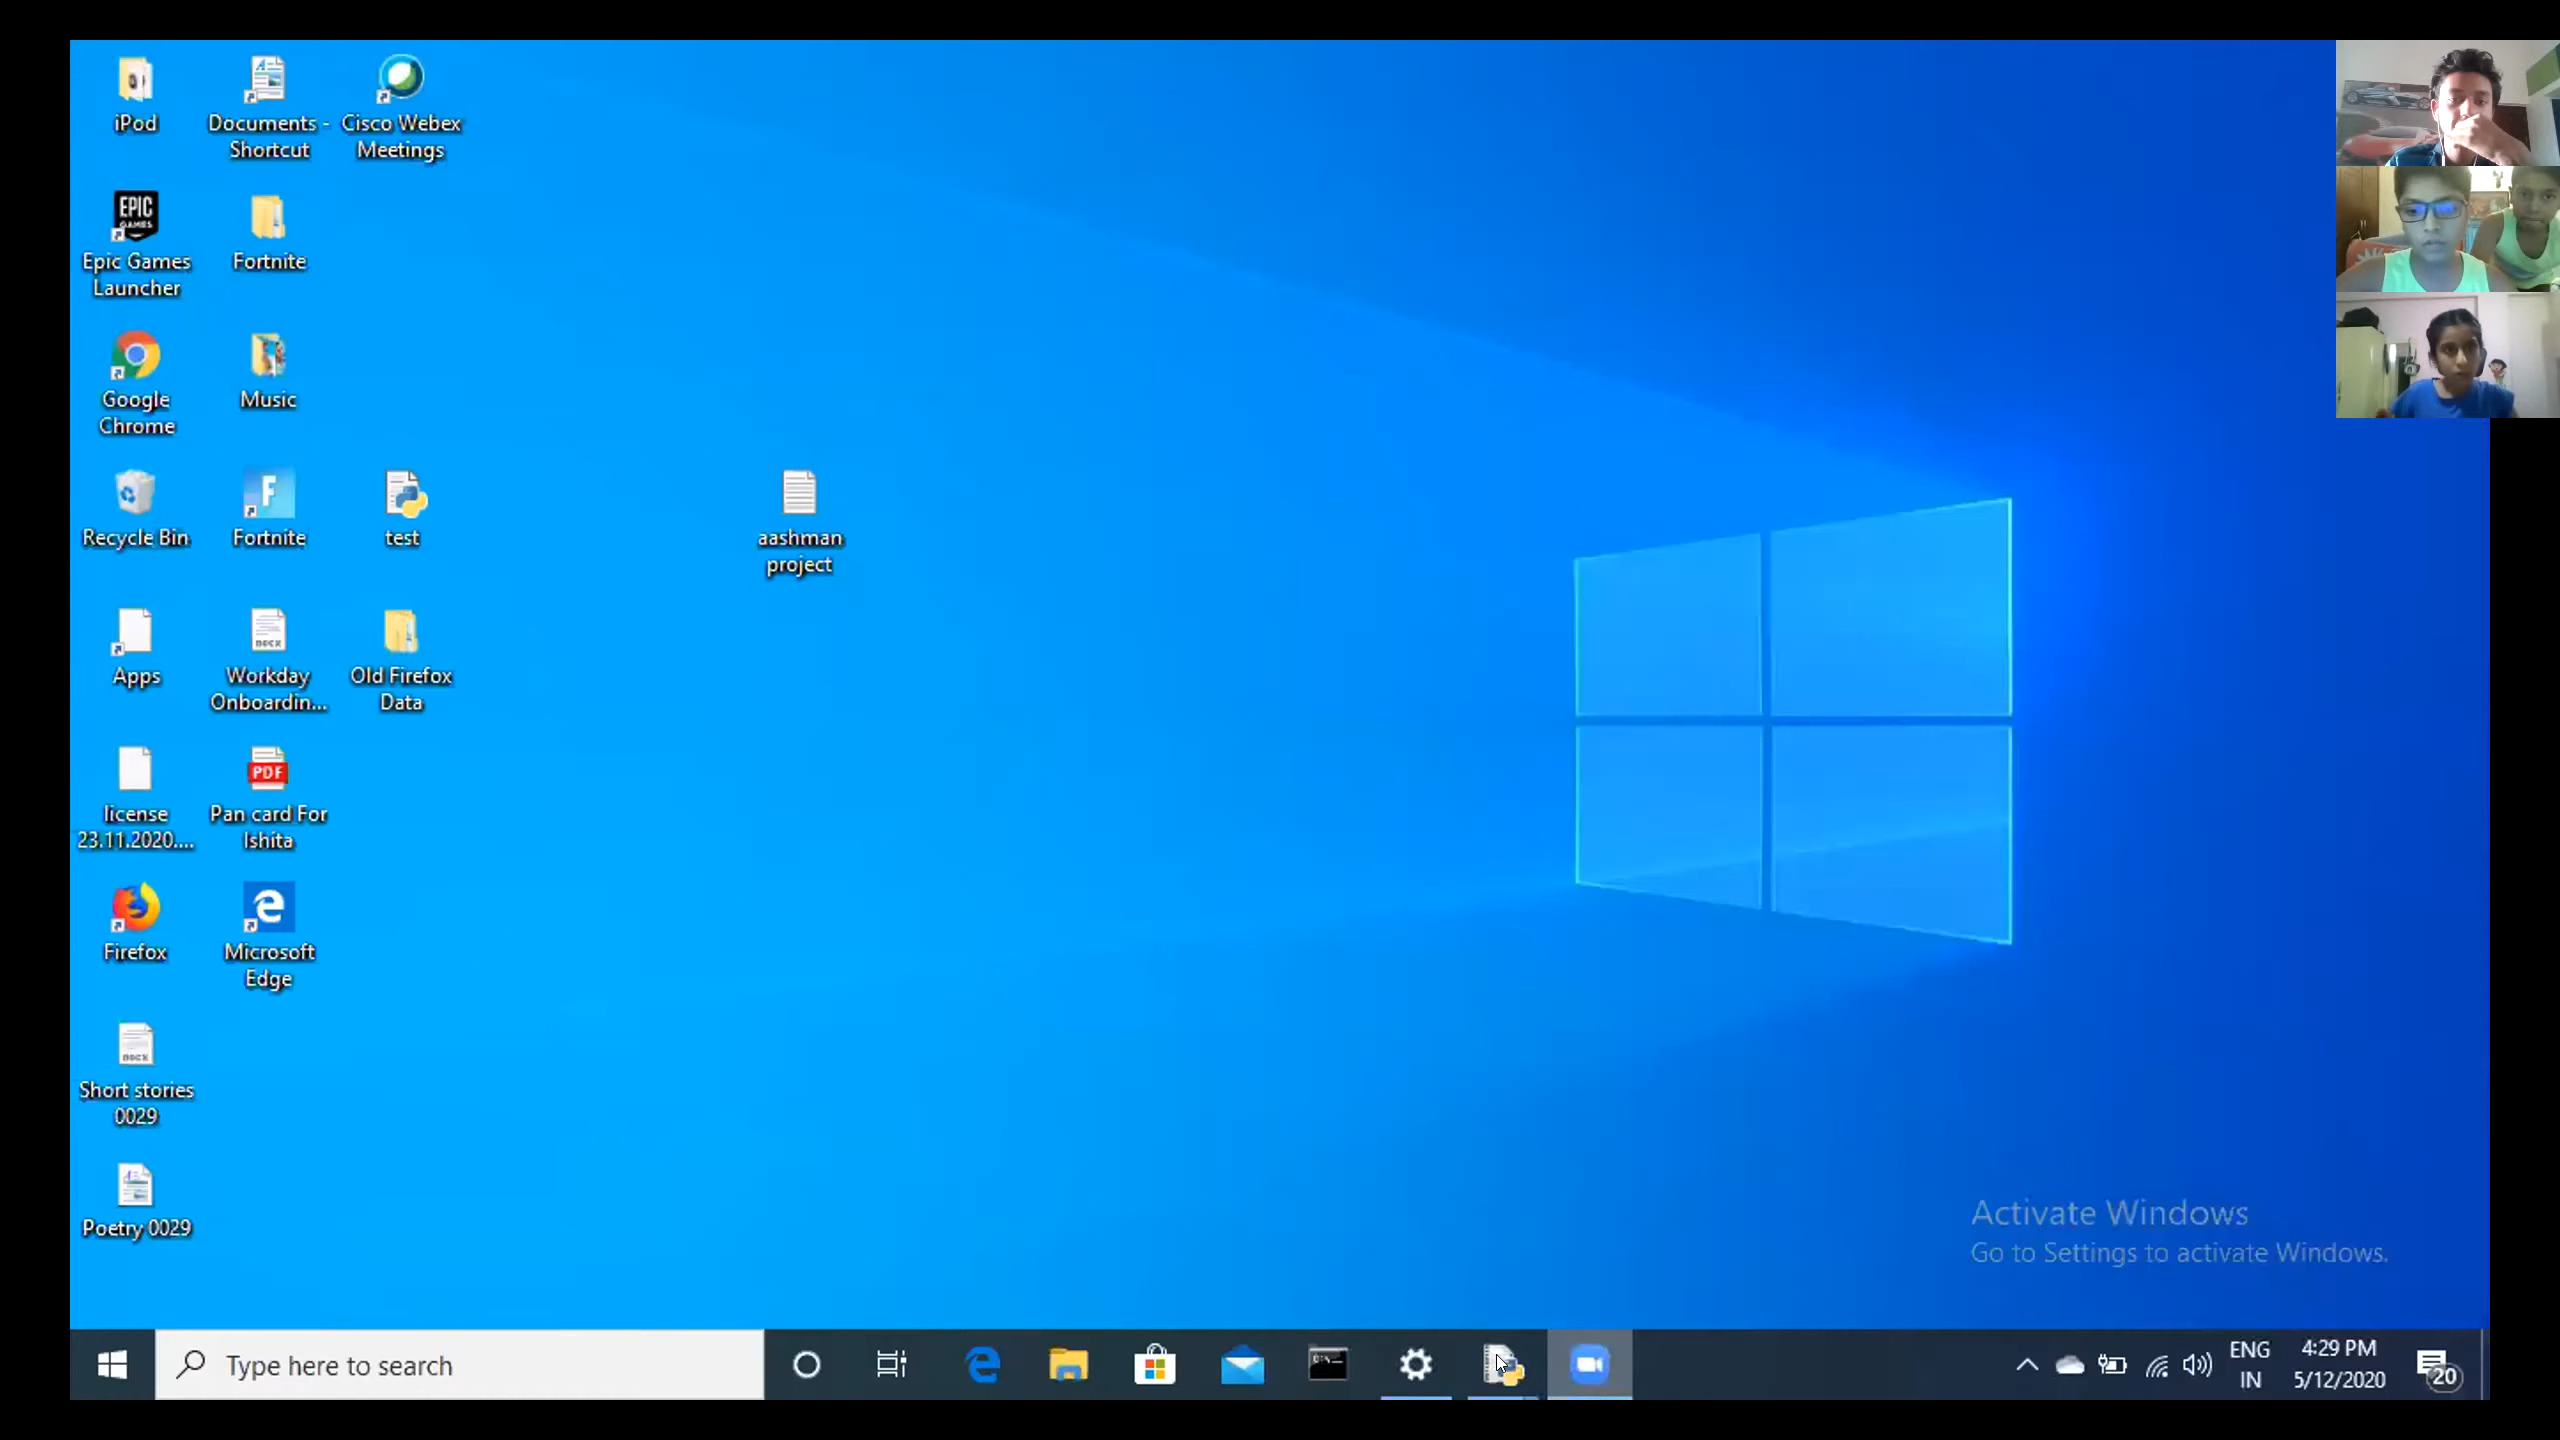 iPod
Documents -
Shortcut
Cisco Webex
Meetings
EPIC
GAMES
Epic Games
Launcher
Fortnite
Google
Chrome
Music
Recycle Bin
F
Fortnite
test
aashman
project
Apps
DOCX
Workday
Onboardin...
Old Firefox
Data
license
23.11.2020....
PDF
Pan card For
Ishita
Firefox
Microsoft
Edge
DOCX
Short stories
0029
Poetry 0029
Activate Windows
Go to Settings to activate Windows.
Type here to search
ENG
IN
4:29 PM
5/12/2020
20